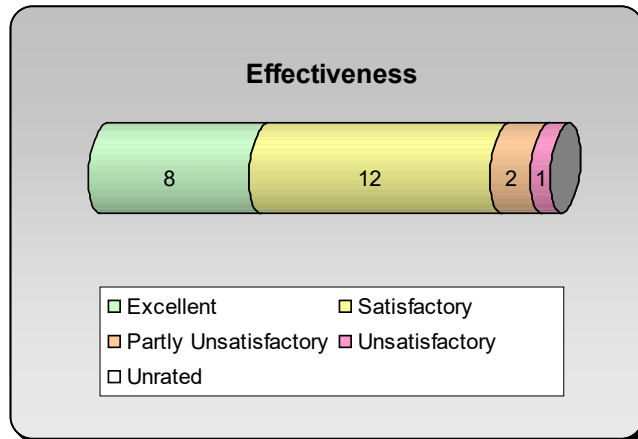 Effectiveness
8 12 2 1
Excellent Satisfactory
Partly Unsatisfactory Unsatisfactory
Unrated